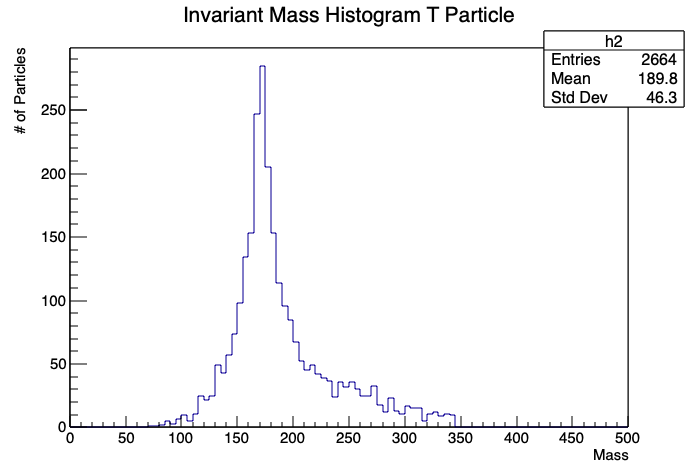 Invariant Mass Histogram T Particle
h2
Entries 2664
Mean 189.8
Std Dev 46.3
# of Particles
250
200
150
100
50
0
0 50 100 150 200 250 300 350 400 450 500
Mass